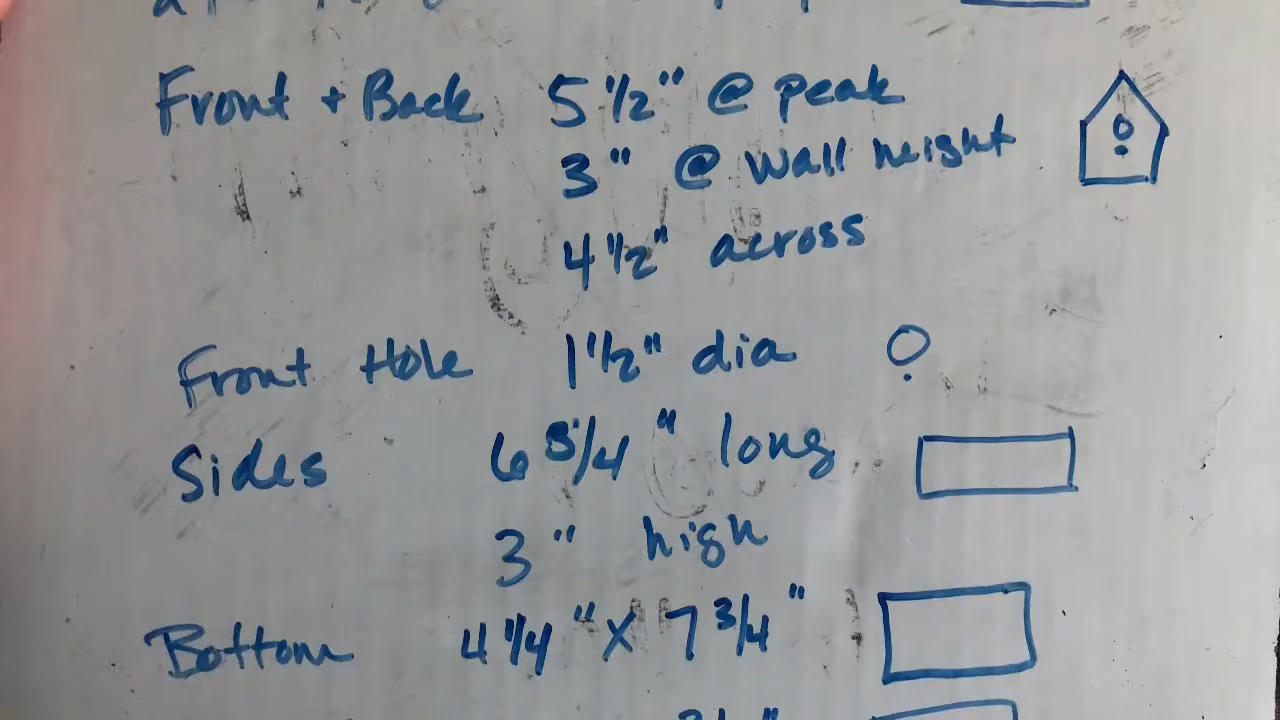 Front + Back 5 1/2" @ peak
3" @ wall height
4 1/2" across
Front Hole 1 1/2" dia
Sides 6 3/4" long
3" high
Bottom 4 1/4" x 7 3/4"